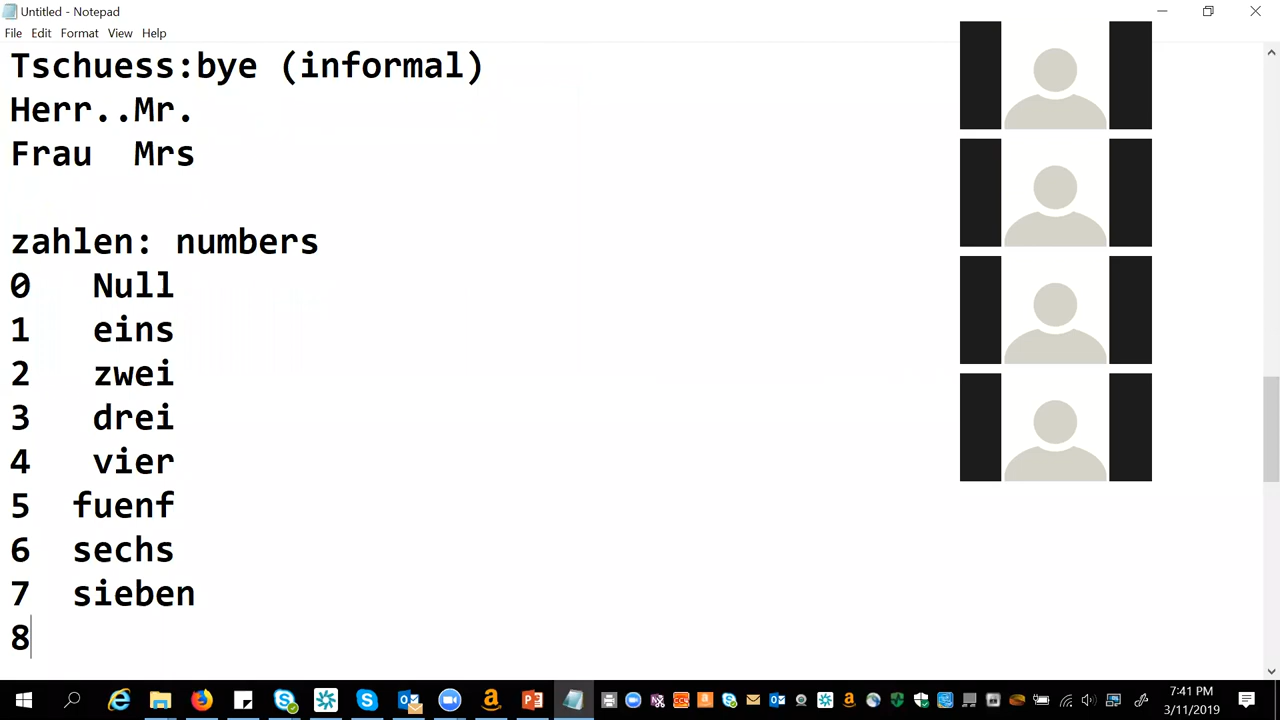 Untitled - Notepad
File Edit Format View Help
Tschuess:bye (informal)
Herr..Mr.
Frau Mrs
zahlen: numbers
0 Null
1 eins
2 zwei
3 drei
4 vier
5 fuenf
6 sechs
7 sieben
8
7:41 PM
3/11/2019